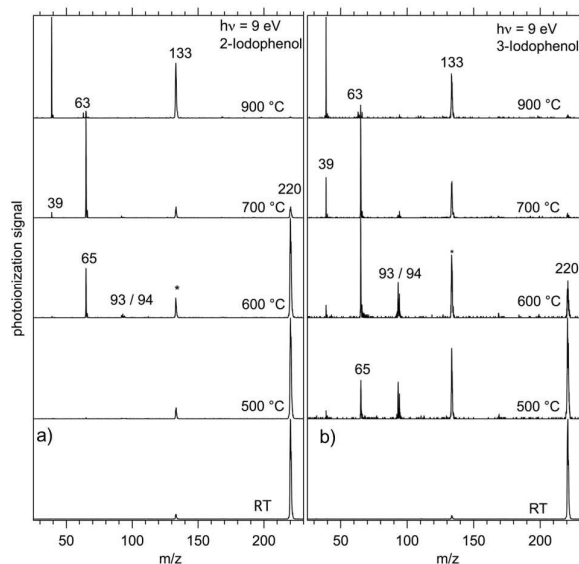 hν = 9 eV
2-Iodophenol
133
63
900 °C
39
220
700 °C
65
93 / 94
*
600 °C
500 °C
a)
RT
50
100
150
200
m/z
photoionization signal
hν = 9 eV
3-Iodophenol
133
63
900 °C
39
700 °C
93 / 94
*
220
600 °C
65
500 °C
b)
RT
50
100
150
200
m/z